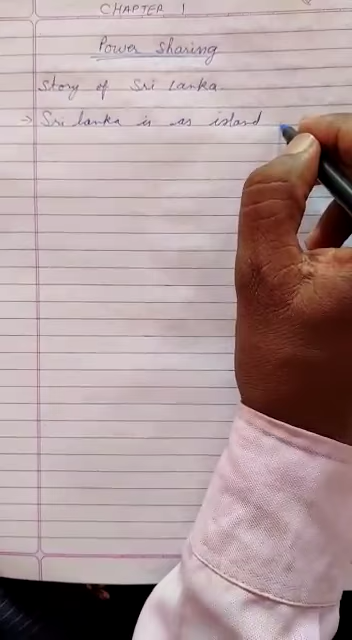 CHAPTER 1
Power Sharing
Story of Sri Lanka
→ Sri lanka is as island